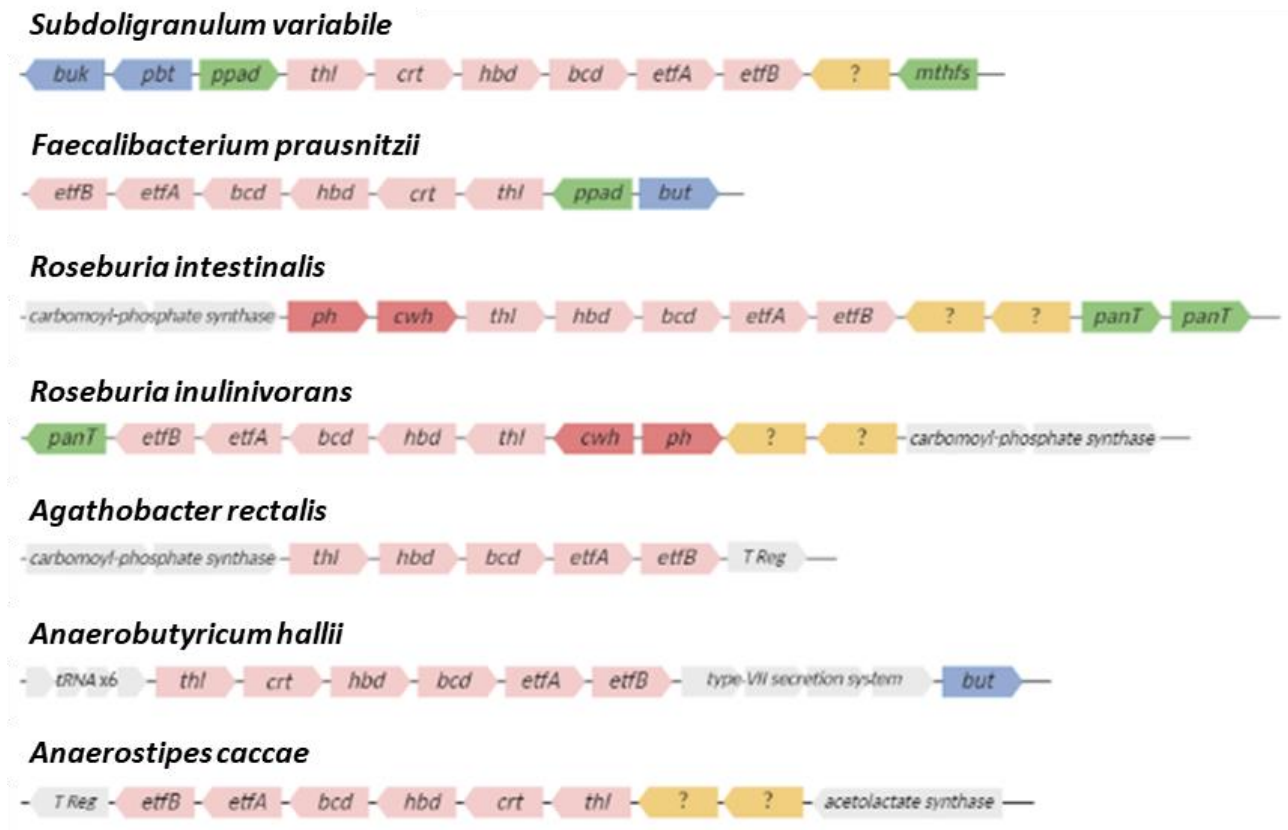 Subdoligranulum variabile
buk pbt ppad thl crt hbd bcd etfA etfB ? mthfs
Faecalibacterium prausnitzii
etfB etfA bcd hbd crt thl ppad but
Roseburia intestinalis
carbomoyl-phosphate synthase ph cwh thl hbd bcd etfA etfB ? ? panT panT
Roseburia inulinivorans
panT etfB etfA bcd hbd thl cwh ph ? ? carbomoyl-phosphate synthase
Agathobacter rectalis
carbomoyl-phosphate synthase thl hbd bcd etfA etfB T Reg
Anaerobutyricum hallii
tRNA x6 thl crt hbd bcd etfA etfB type-VII secretion system but
Anaerostipes caccae
T Reg etfB etfA bcd hbd crt thl ? ? acetolactate synthase